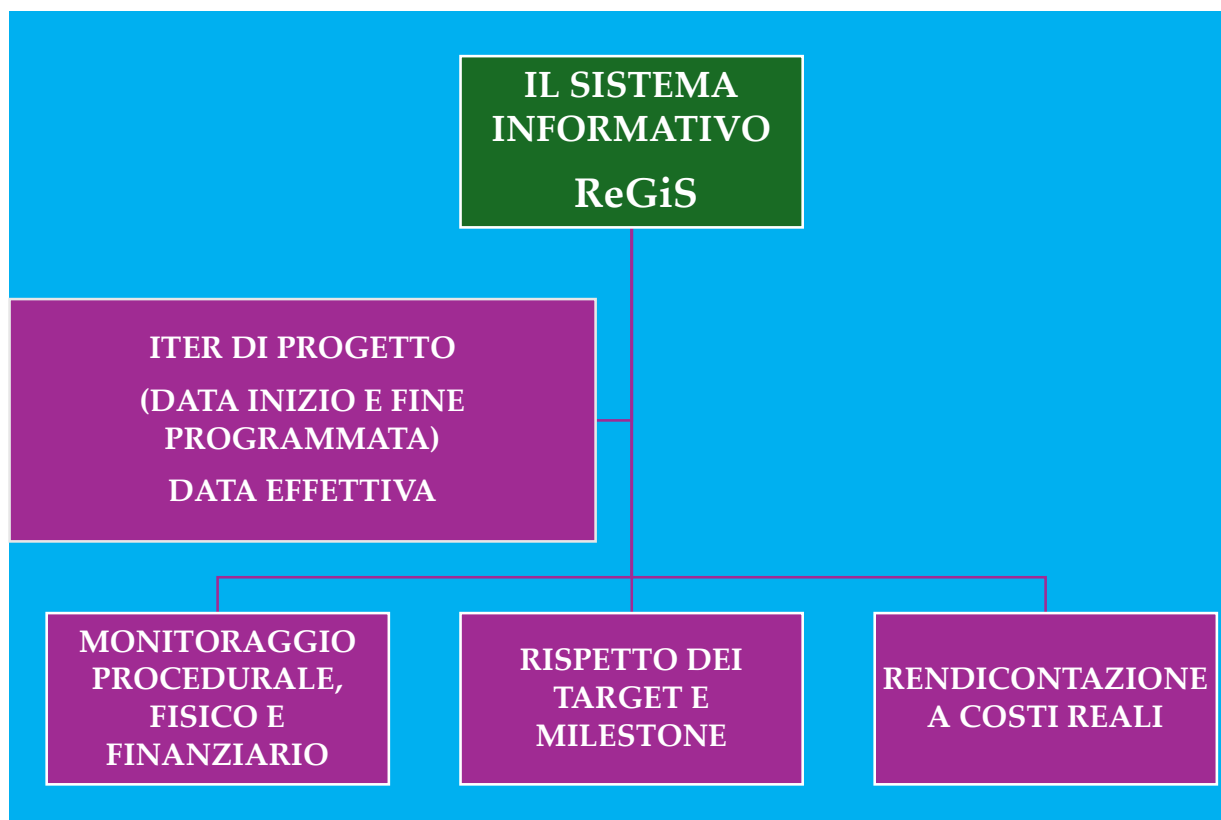 IL SISTEMA
INFORMATIVO
ReGiS
ITER DI PROGETTO
(DATA INIZIO E FINE
PROGRAMMATA)
DATA EFFETTIVA
MONITORAGGIO
PROCEDURALE,
FISICO E
FINANZIARIO
RISPETTO DEI
TARGET E
MILESTONE
RENDICONTAZIONE
A COSTI REALI